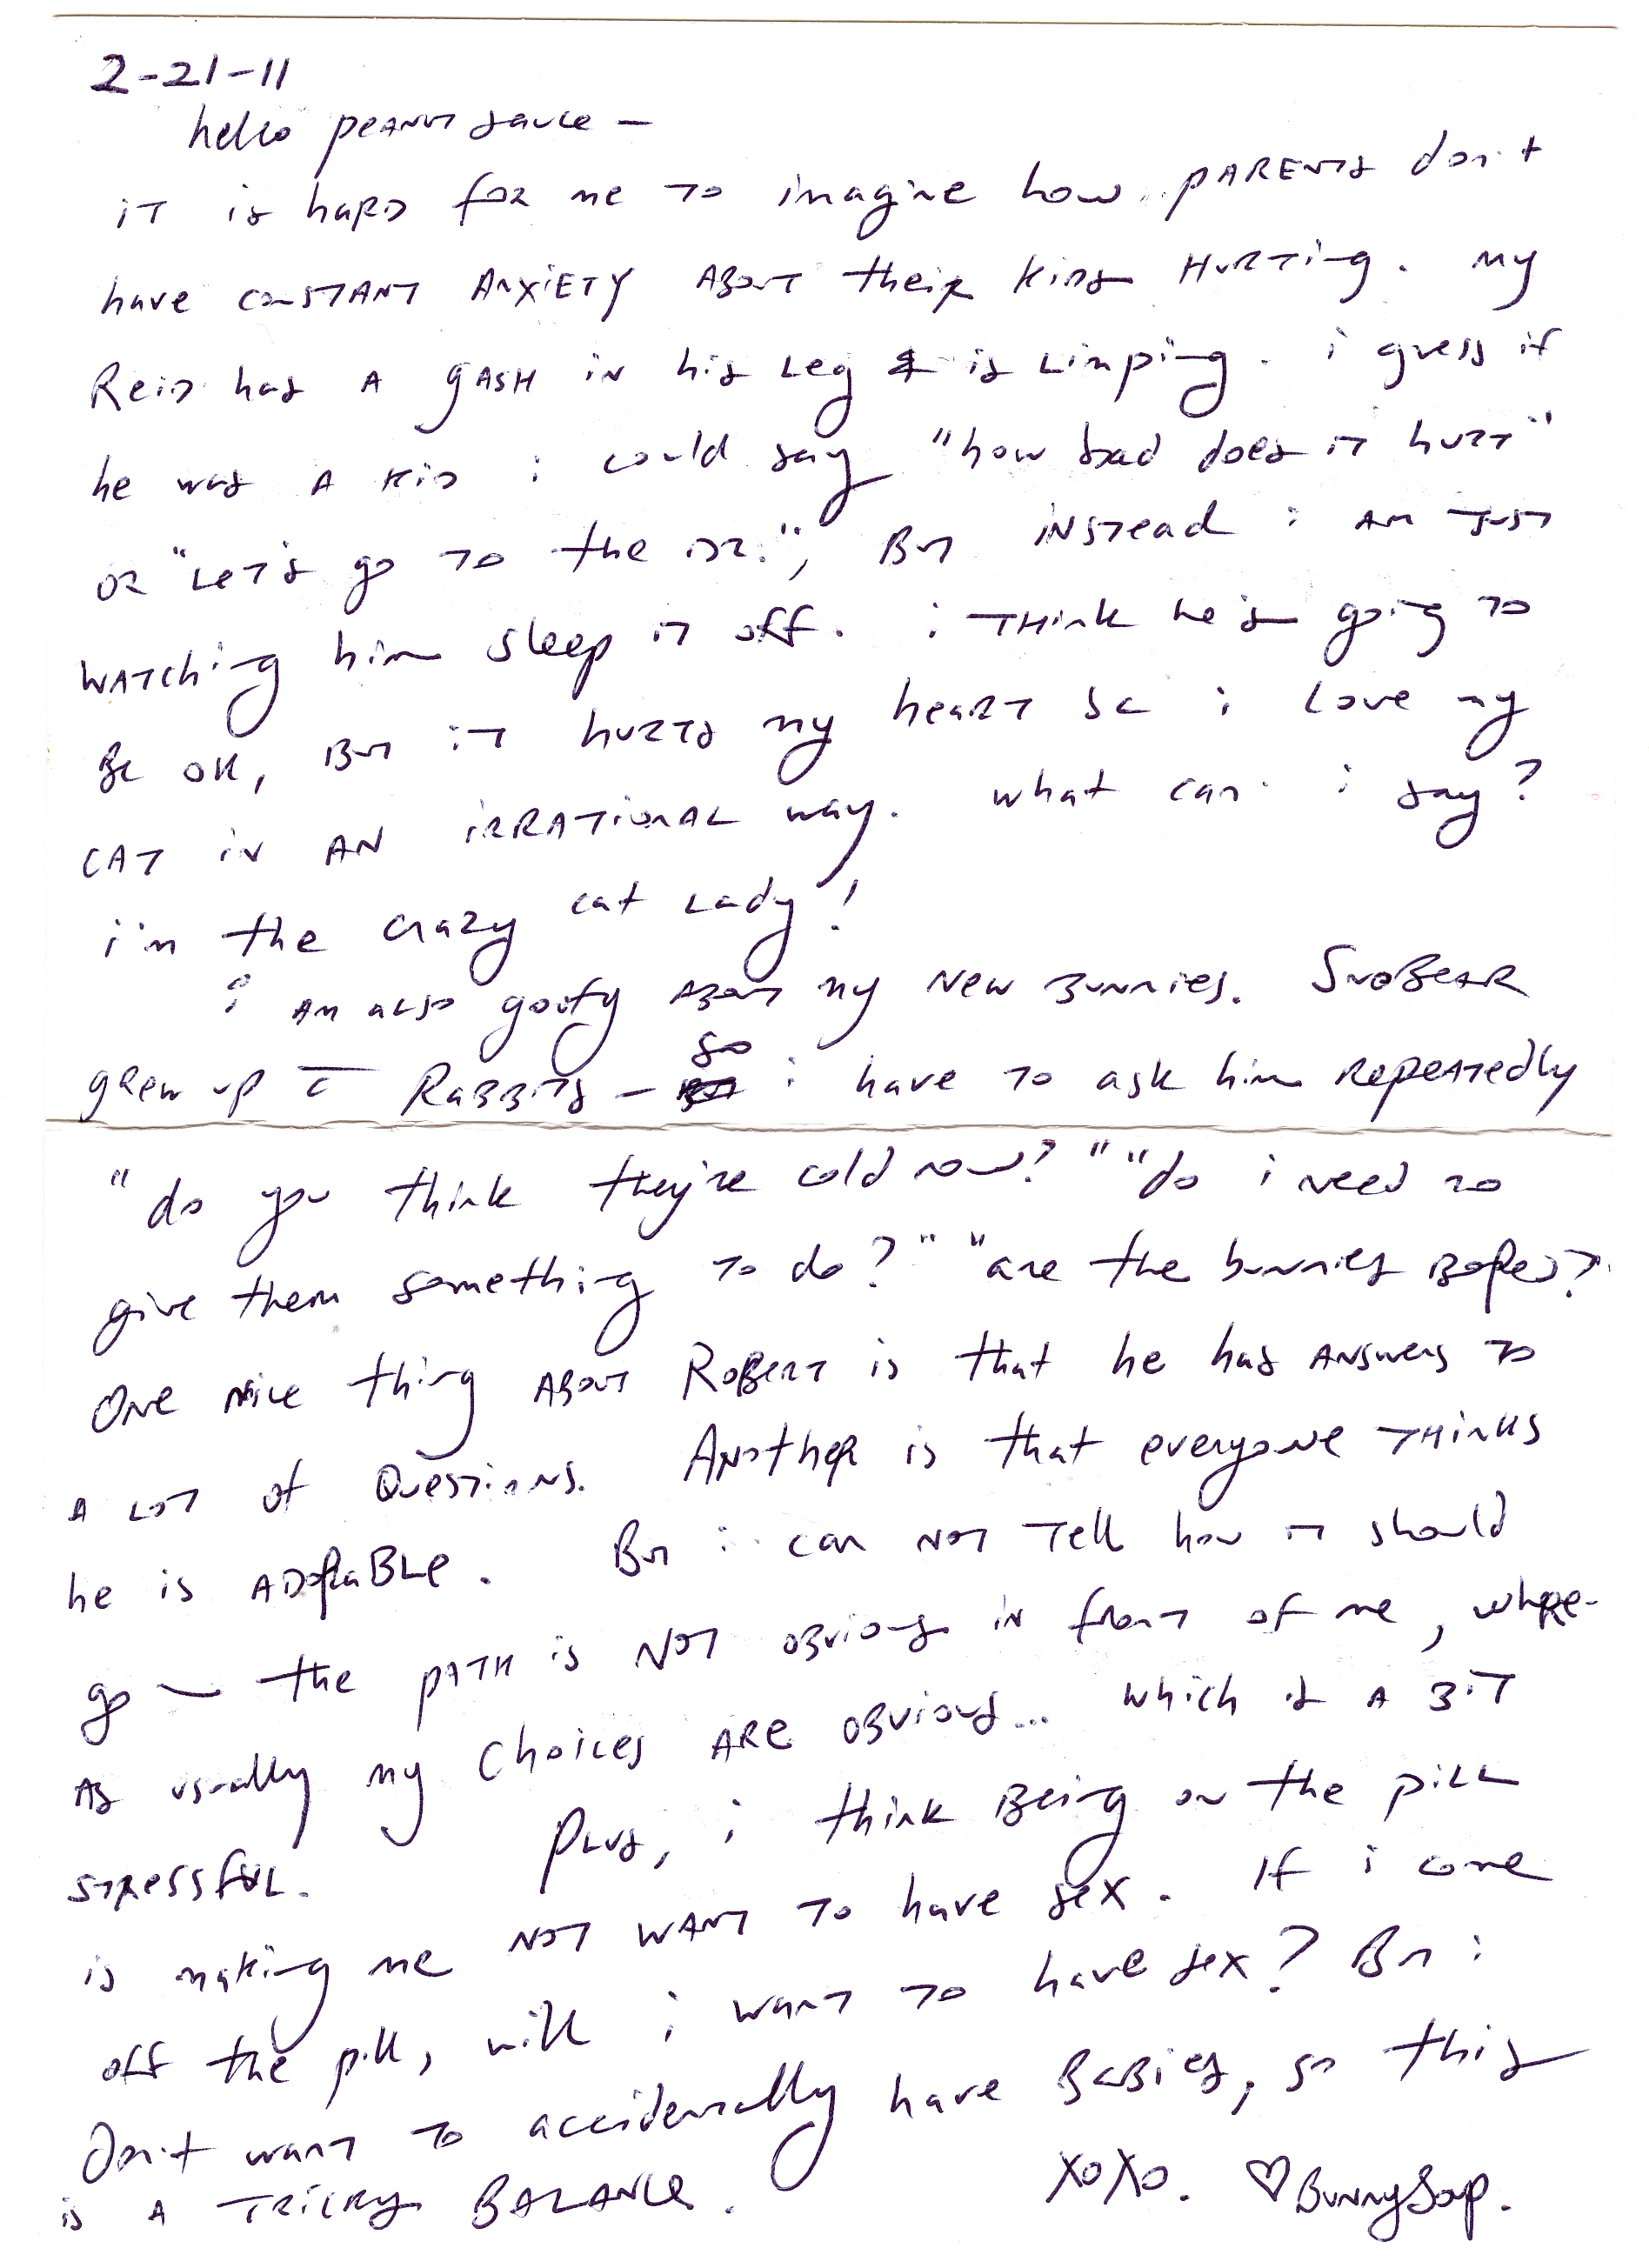 2-21-11
hello peanut sauce —
it is hard for me to imagine how parents don't
have constant anxiety about their kids hurting. my
Reid has a gash in his leg & is limping. i guess if
he was a kid i could say "how bad does it hurt"
or "let's go to the dr.", But instead i am just
watching him sleep it off. i think he's going to
be ok, but it hurts my heart bc i love my
cat in an irrational way. what can i say?
i'm the crazy cat lady!
i am also goofy about my new bunnies. SnoBear
grew up c̅ Rabbits — so i have to ask him repeatedly
"do you think they're cold now?" "do i need to
give them something to do?" "are the bunnies bored?"
One nice thing about Robert is that he has answers to
a lot of questions. Another is that everyone thinks
he is adorable. But i can not tell how it should
go — the path is not obvious in front of me, where-
as usually my choices are obvious... which is a bit
stressful. Plus, i think being on the pill
is making me not want to have sex. If i come
off the pill, will i want to have sex? But i
don't want to accidentally have babies, so this
is a tricky balance. xoxo. ♡BunnySoup.